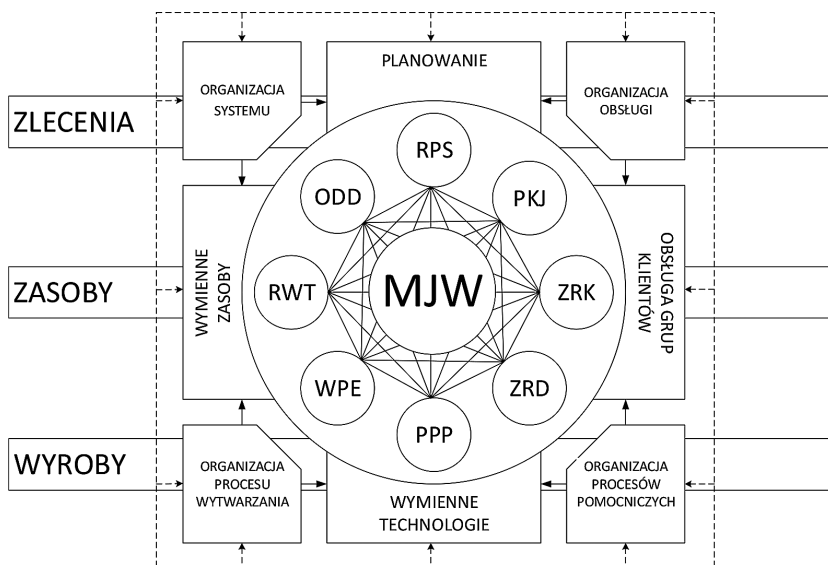 PLANOWANIE
ORGANIZACJA
SYSTEMU
ORGANIZACJA
OBSŁUGI
ZLECENIA
RPS
ODD
PKJ
WYMIENNE
ZASOBY
OBSŁUGA GRUP
KLIENTÓW
ZASOBY
RWT
MJW
ZRK
WPE
ZRD
PPP
WYROBY
ORGANIZACJA
PROCESU
WYTWARZANIA
ORGANIZACJA
PROCESÓW
POMOCNICZYCH
WYMIENNE
TECHNOLOGIE